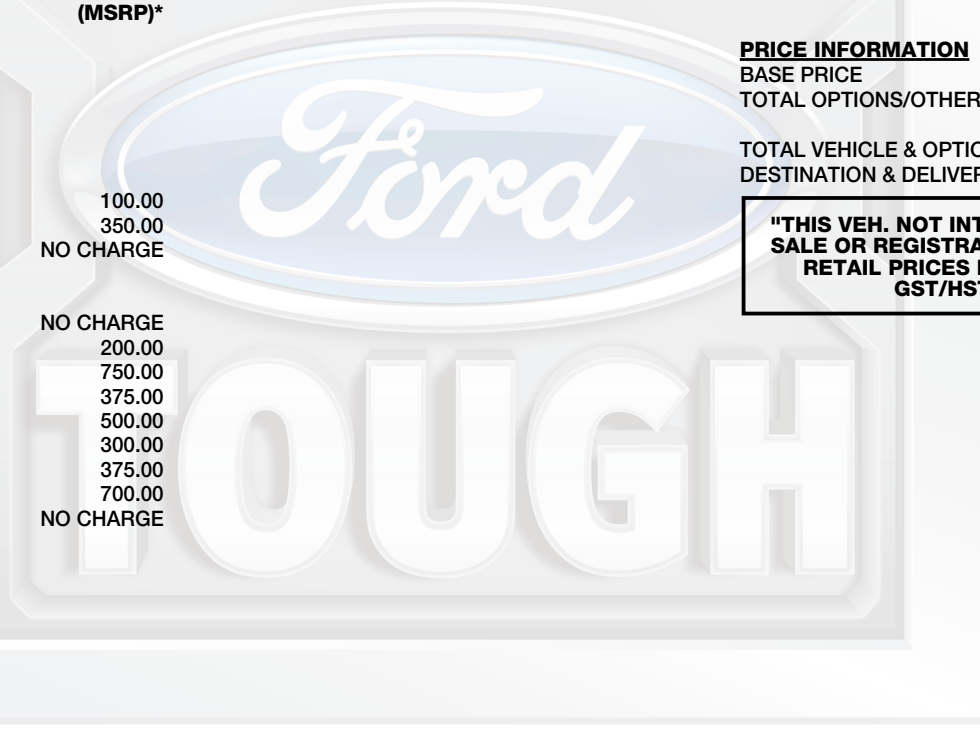 (MSRP)*
PRICE INFORMATION
BASE PRICE
TOTAL OPTIONS/OTHER
TOTAL VEHICLE & OPTIO
DESTINATION & DELIVER
"THIS VEH. NOT INT
SALE OR REGISTRA
RETAIL PRICES
GST/HST
100.00
350.00
NO CHARGE
NO CHARGE
200.00
750.00
375.00
500.00
300.00
375.00
700.00
NO CHARGE
Ford
TOUGH